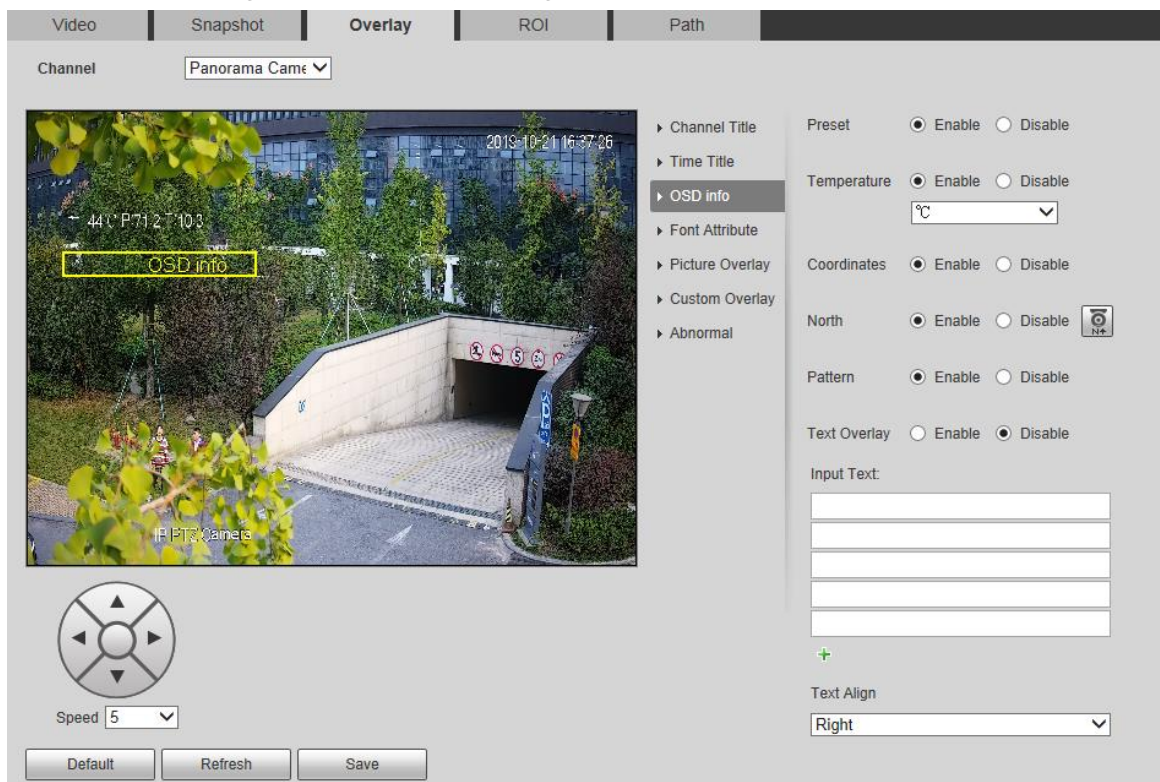 Video Snapshot Overlay ROI Path
Channel Panorama Came
2019-10-21 16:37:26
44℃ P:71.2 T:10.3
OSD info
IP PTZ Camera
Speed 5
Default Refresh Save
Channel Title
Time Title
OSD info
Font Attribute
Picture Overlay
Custom Overlay
Abnormal
Preset Enable Disable
Temperature Enable Disable
℃
Coordinates Enable Disable
North Enable Disable N
Pattern Enable Disable
Text Overlay Enable Disable
Input Text:
Text Align
Right